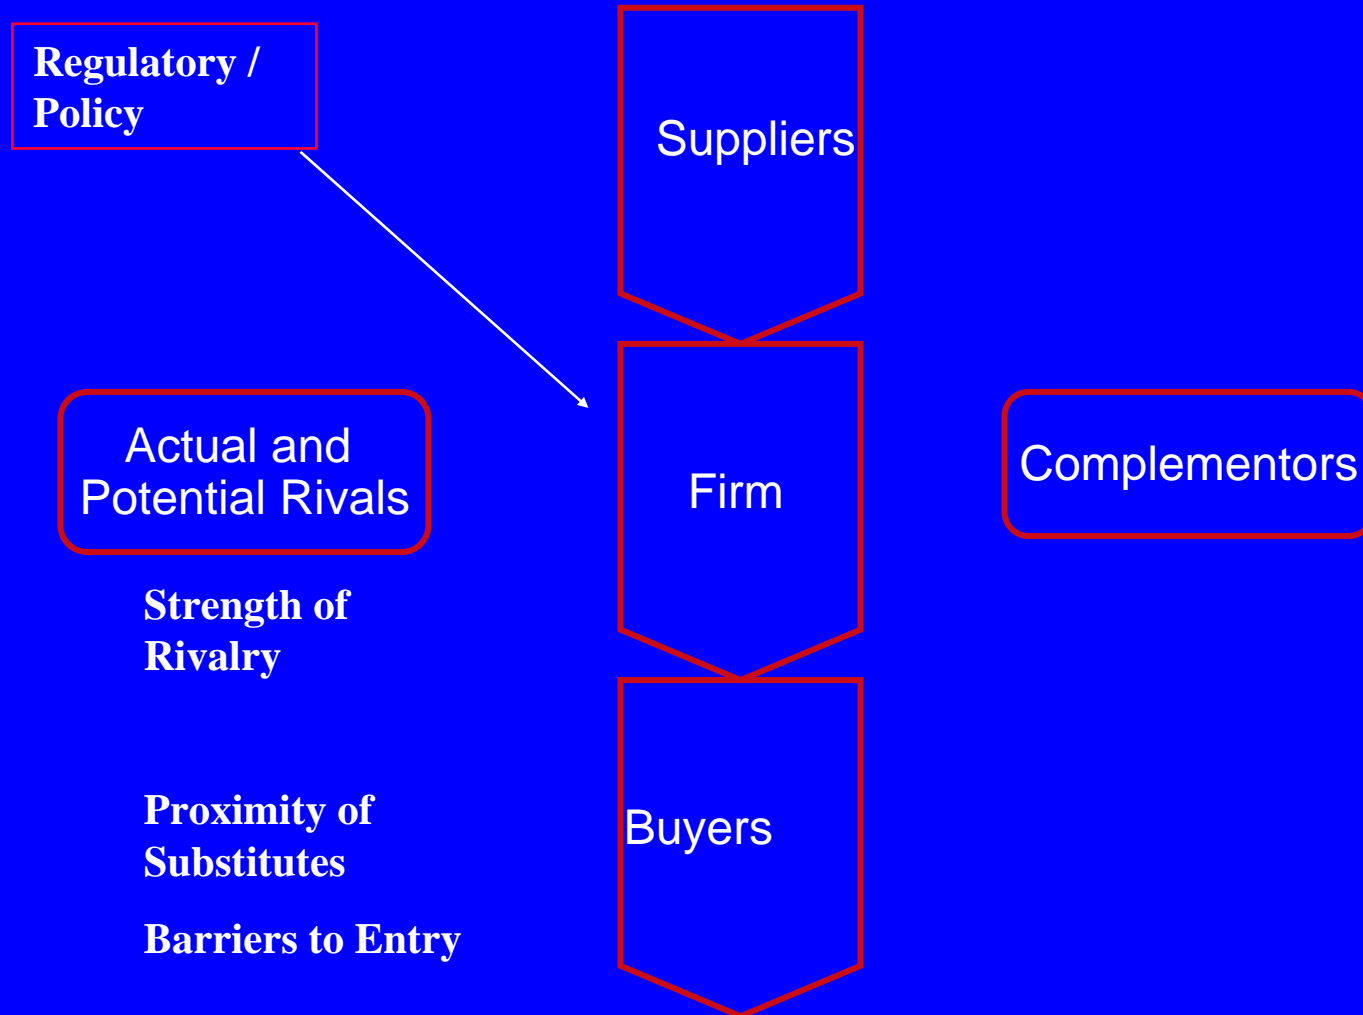 Regulatory /
Policy
Suppliers
Actual and
Potential Rivals
Firm
Complementors
Strength of
Rivalry
Proximity of
Substitutes
Buyers
Barriers to Entry